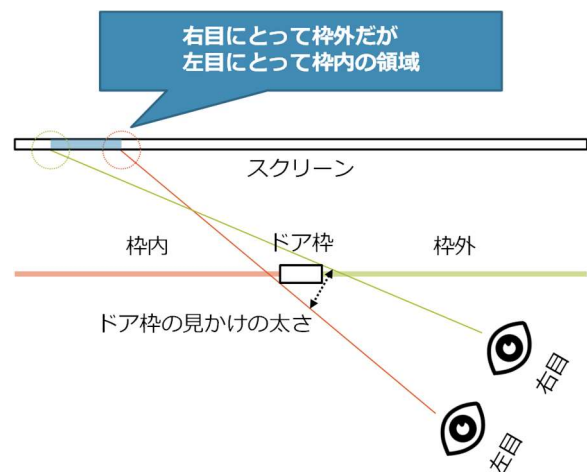 右目にとって枠外だが
左目にとって枠内の領域
スクリーン
枠内
ドア枠
枠外
ドア枠の見かけの太さ
右目
左目